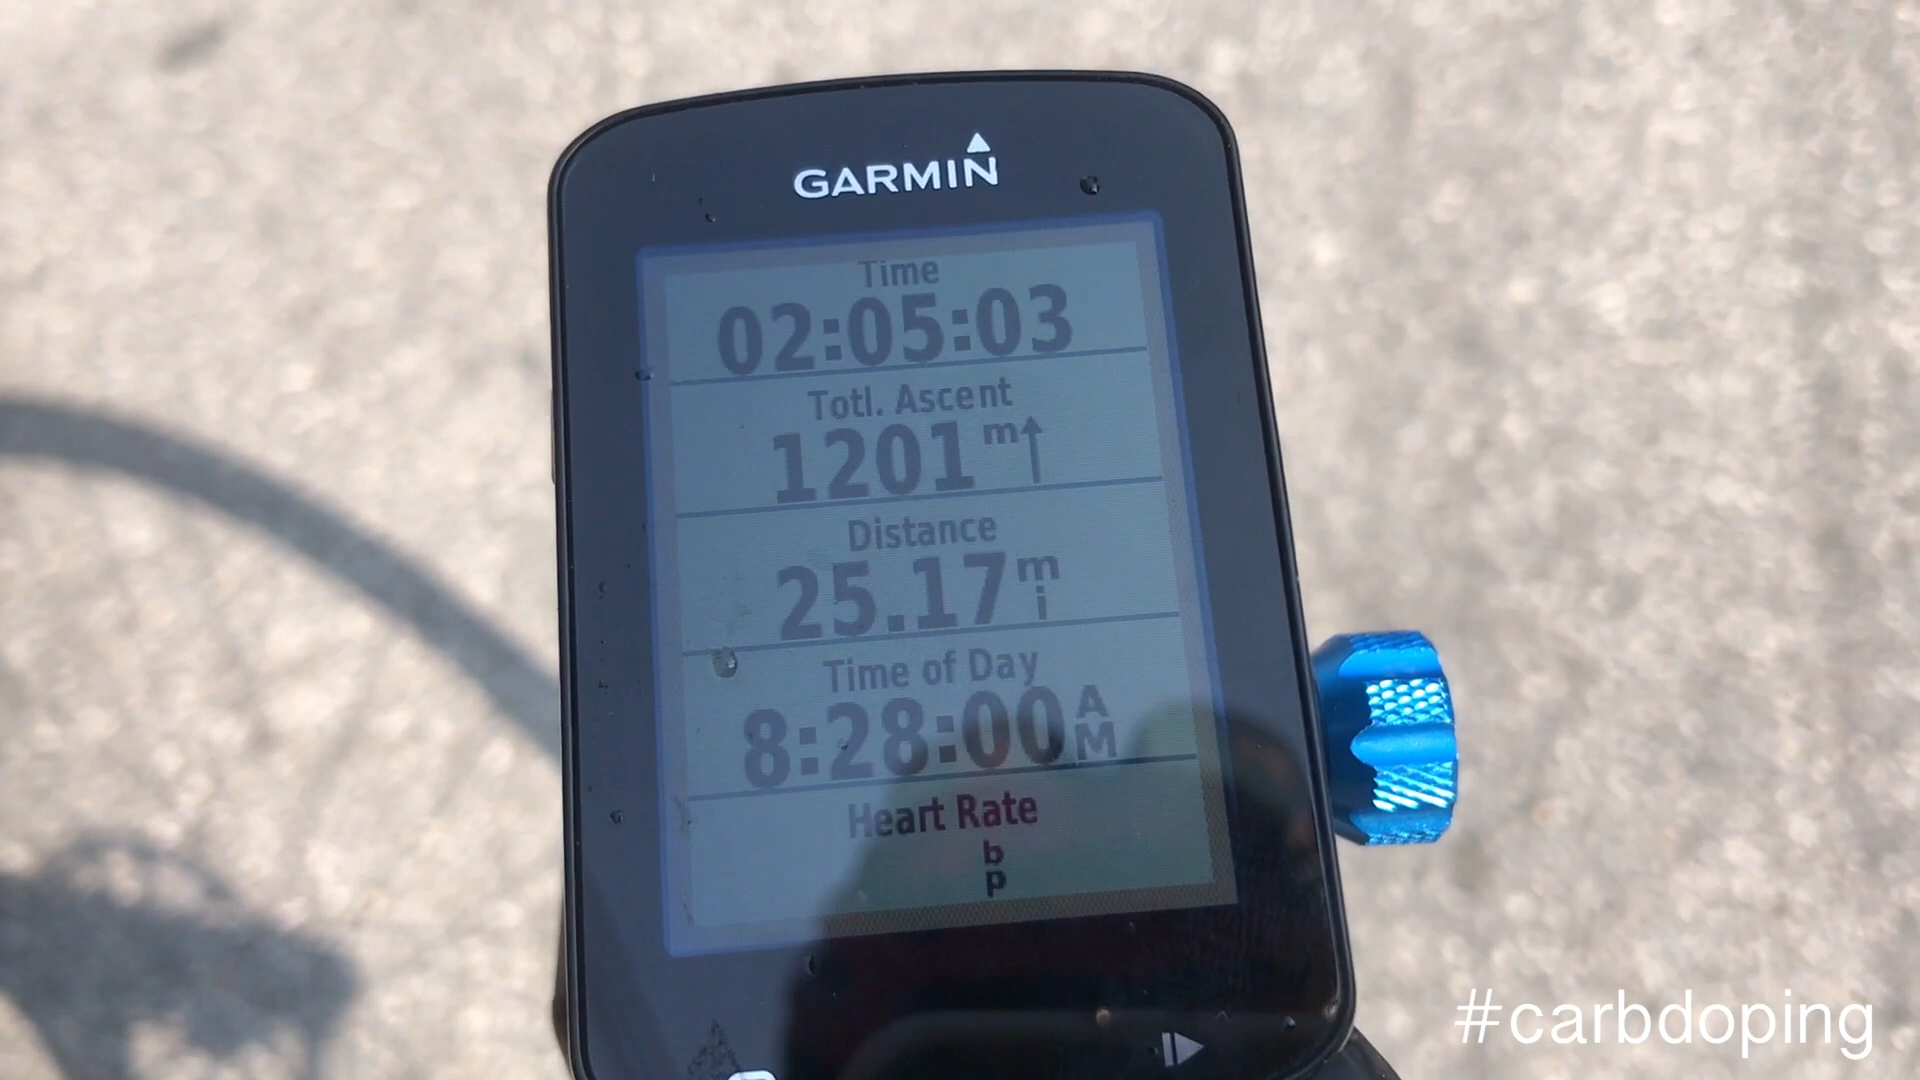 GARMIN
Time
02:05:03
Totl. Ascent
1201 m
Distance
25.17 mi
Time of Day
8:28:00 AM
Heart Rate
bp
#carbdoping